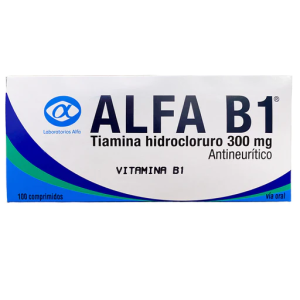 ALFA B1®
Laboratorios Alfa
Tiamina hidrocloruro 300 mg
Antineurítico
VITAMINA B1
100 comprimidos
vía oral